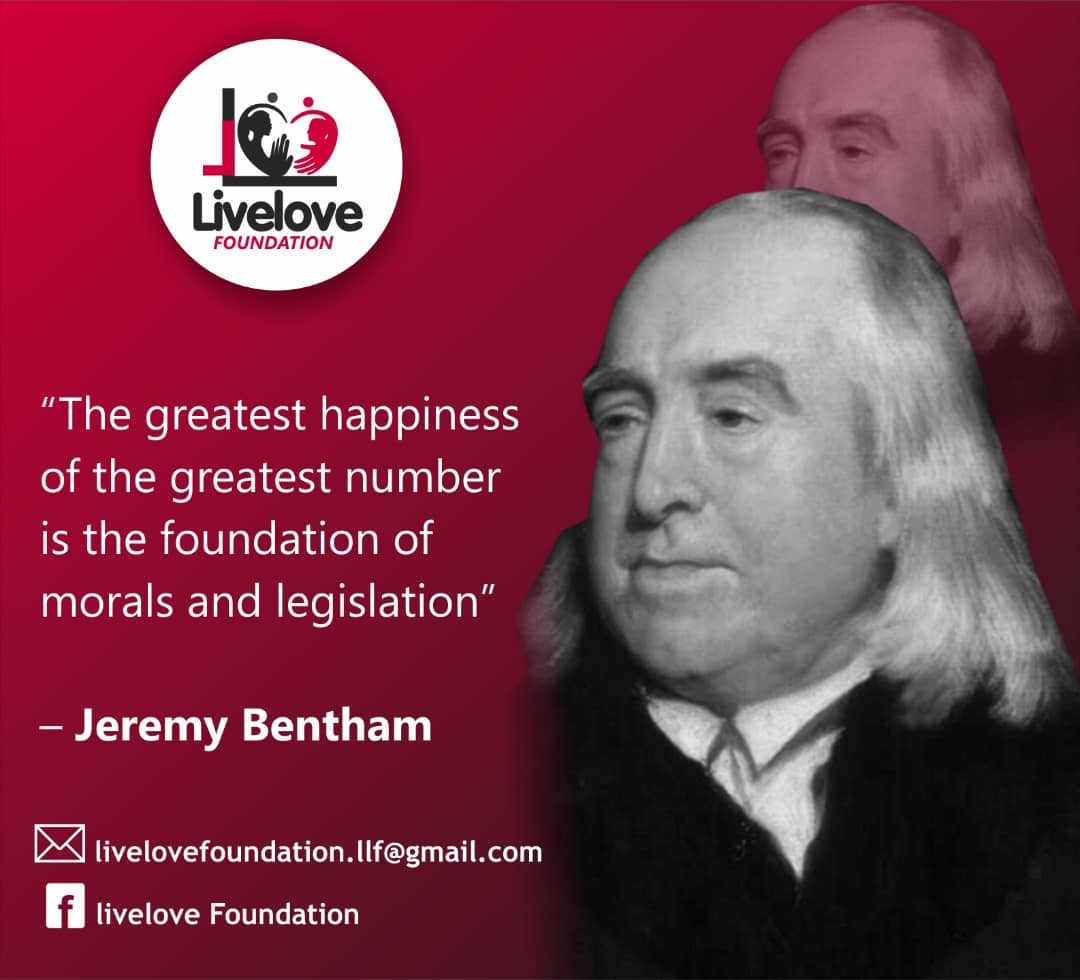 Livelove
FOUNDATION
“The greatest happiness
of the greatest number
is the foundation of
morals and legislation”
– Jeremy Bentham
livelovefoundation.llf@gmail.com
livelove Foundation